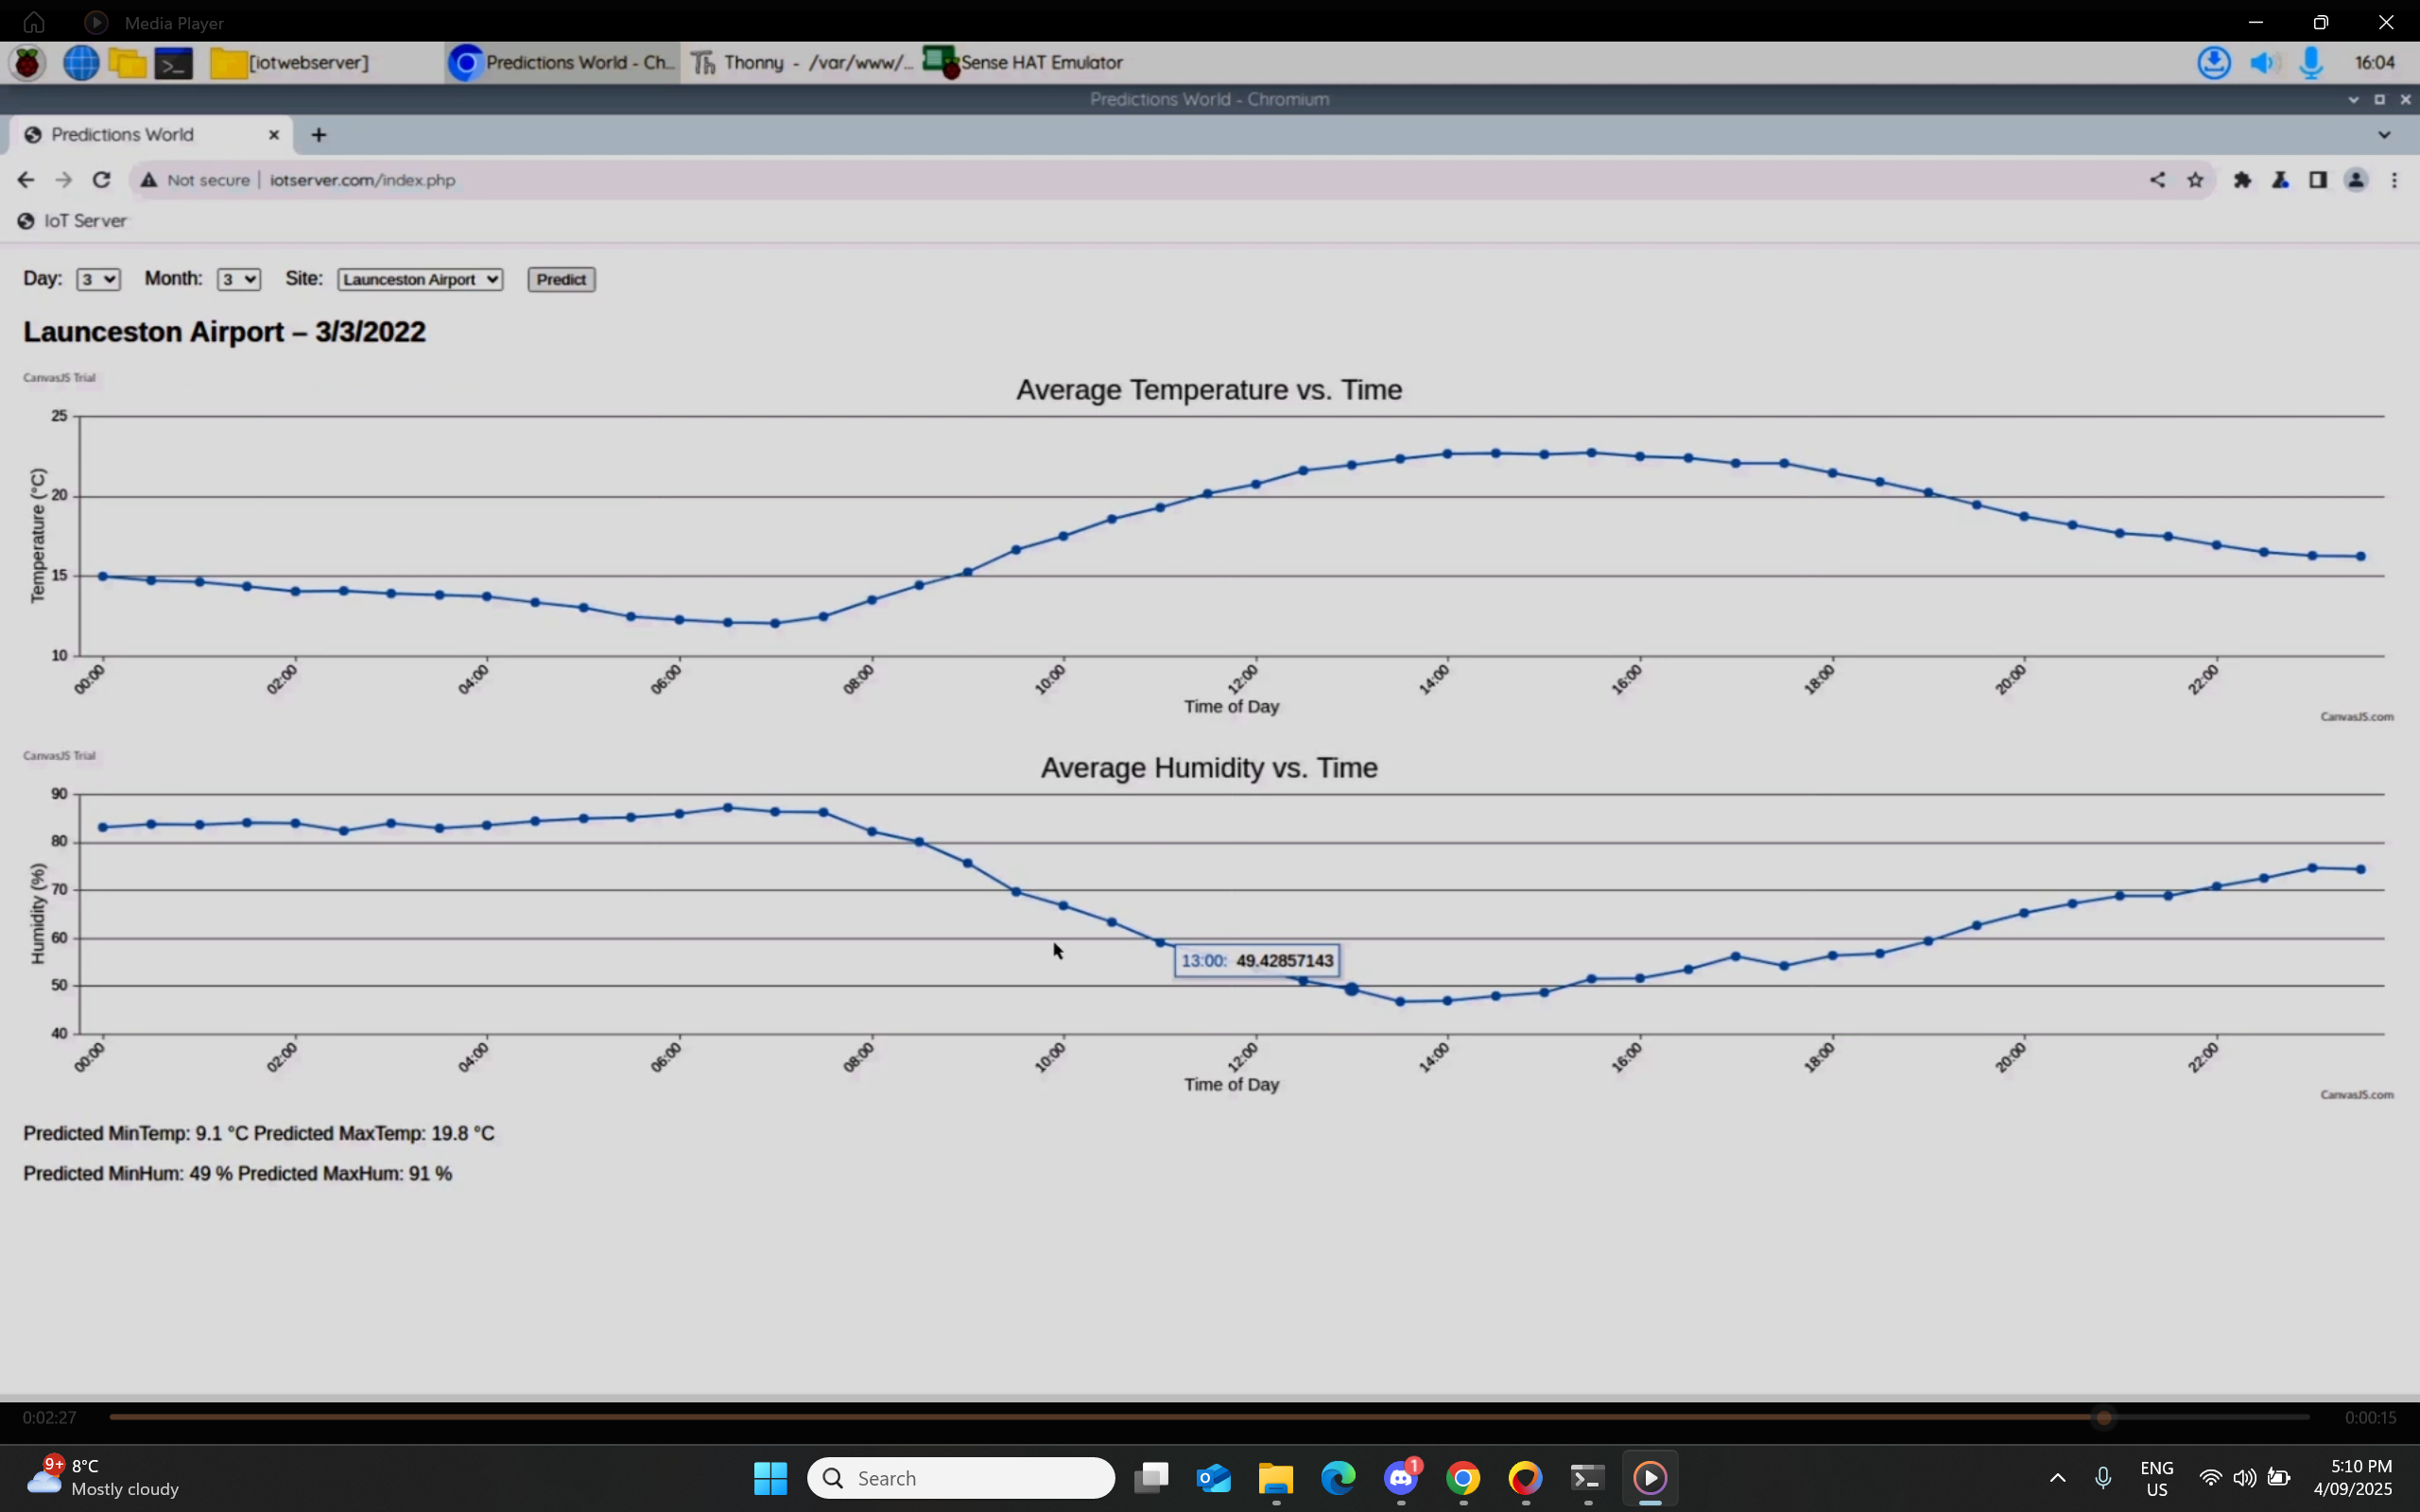 Media Player
[iotwebserver]
Predictions World - Ch...
Thonny - /var/www/...
Sense HAT Emulator
16:04
Predictions World - Chromium
Predictions World
Not secure | iotserver.com/index.php
IoT Server
Day: 3 Month: 3 Site: Launceston Airport Predict
Launceston Airport – 3/3/2022
CanvasJS Trial
Average Temperature vs. Time
25
20
15
10
Temperature (°C)
00:00 02:00 04:00 06:00 08:00 10:00 12:00 14:00 16:00 18:00 20:00 22:00
Time of Day
CanvasJS.com
CanvasJS Trial
Average Humidity vs. Time
90
80
70
60
50
40
Humidity (%)
13:00: 49.42857143
00:00 02:00 04:00 06:00 08:00 10:00 12:00 14:00 16:00 18:00 20:00 22:00
Time of Day
CanvasJS.com
Predicted MinTemp: 9.1 °C Predicted MaxTemp: 19.8 °C
Predicted MinHum: 49 % Predicted MaxHum: 91 %
0:02:27
0:00:15
9+
8°C
Mostly cloudy
Search
1
ENG
US
5:10 PM
4/09/2025